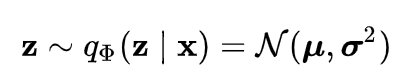 z ∼ q_Φ(z | x) = 𝒩(μ, σ²)